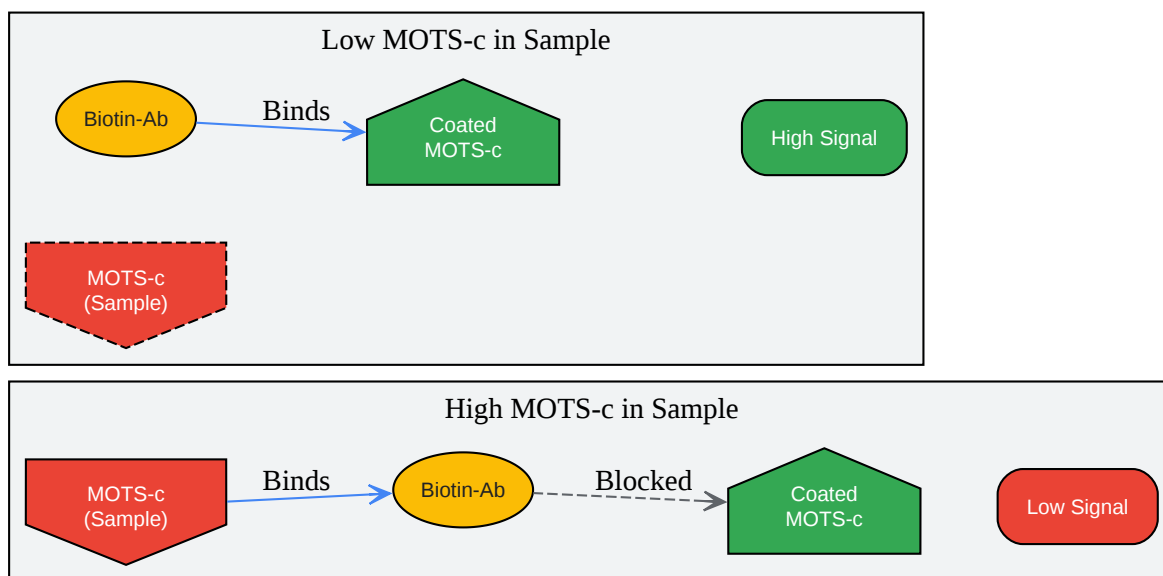 Low MOTS-c in Sample
Biotin-Ab
Binds
Coated
MOTS-c
High Signal
MOTS-c
(Sample)
High MOTS-c in Sample
MOTS-c
(Sample)
Binds
Biotin-Ab
Blocked
Coated
MOTS-c
Low Signal